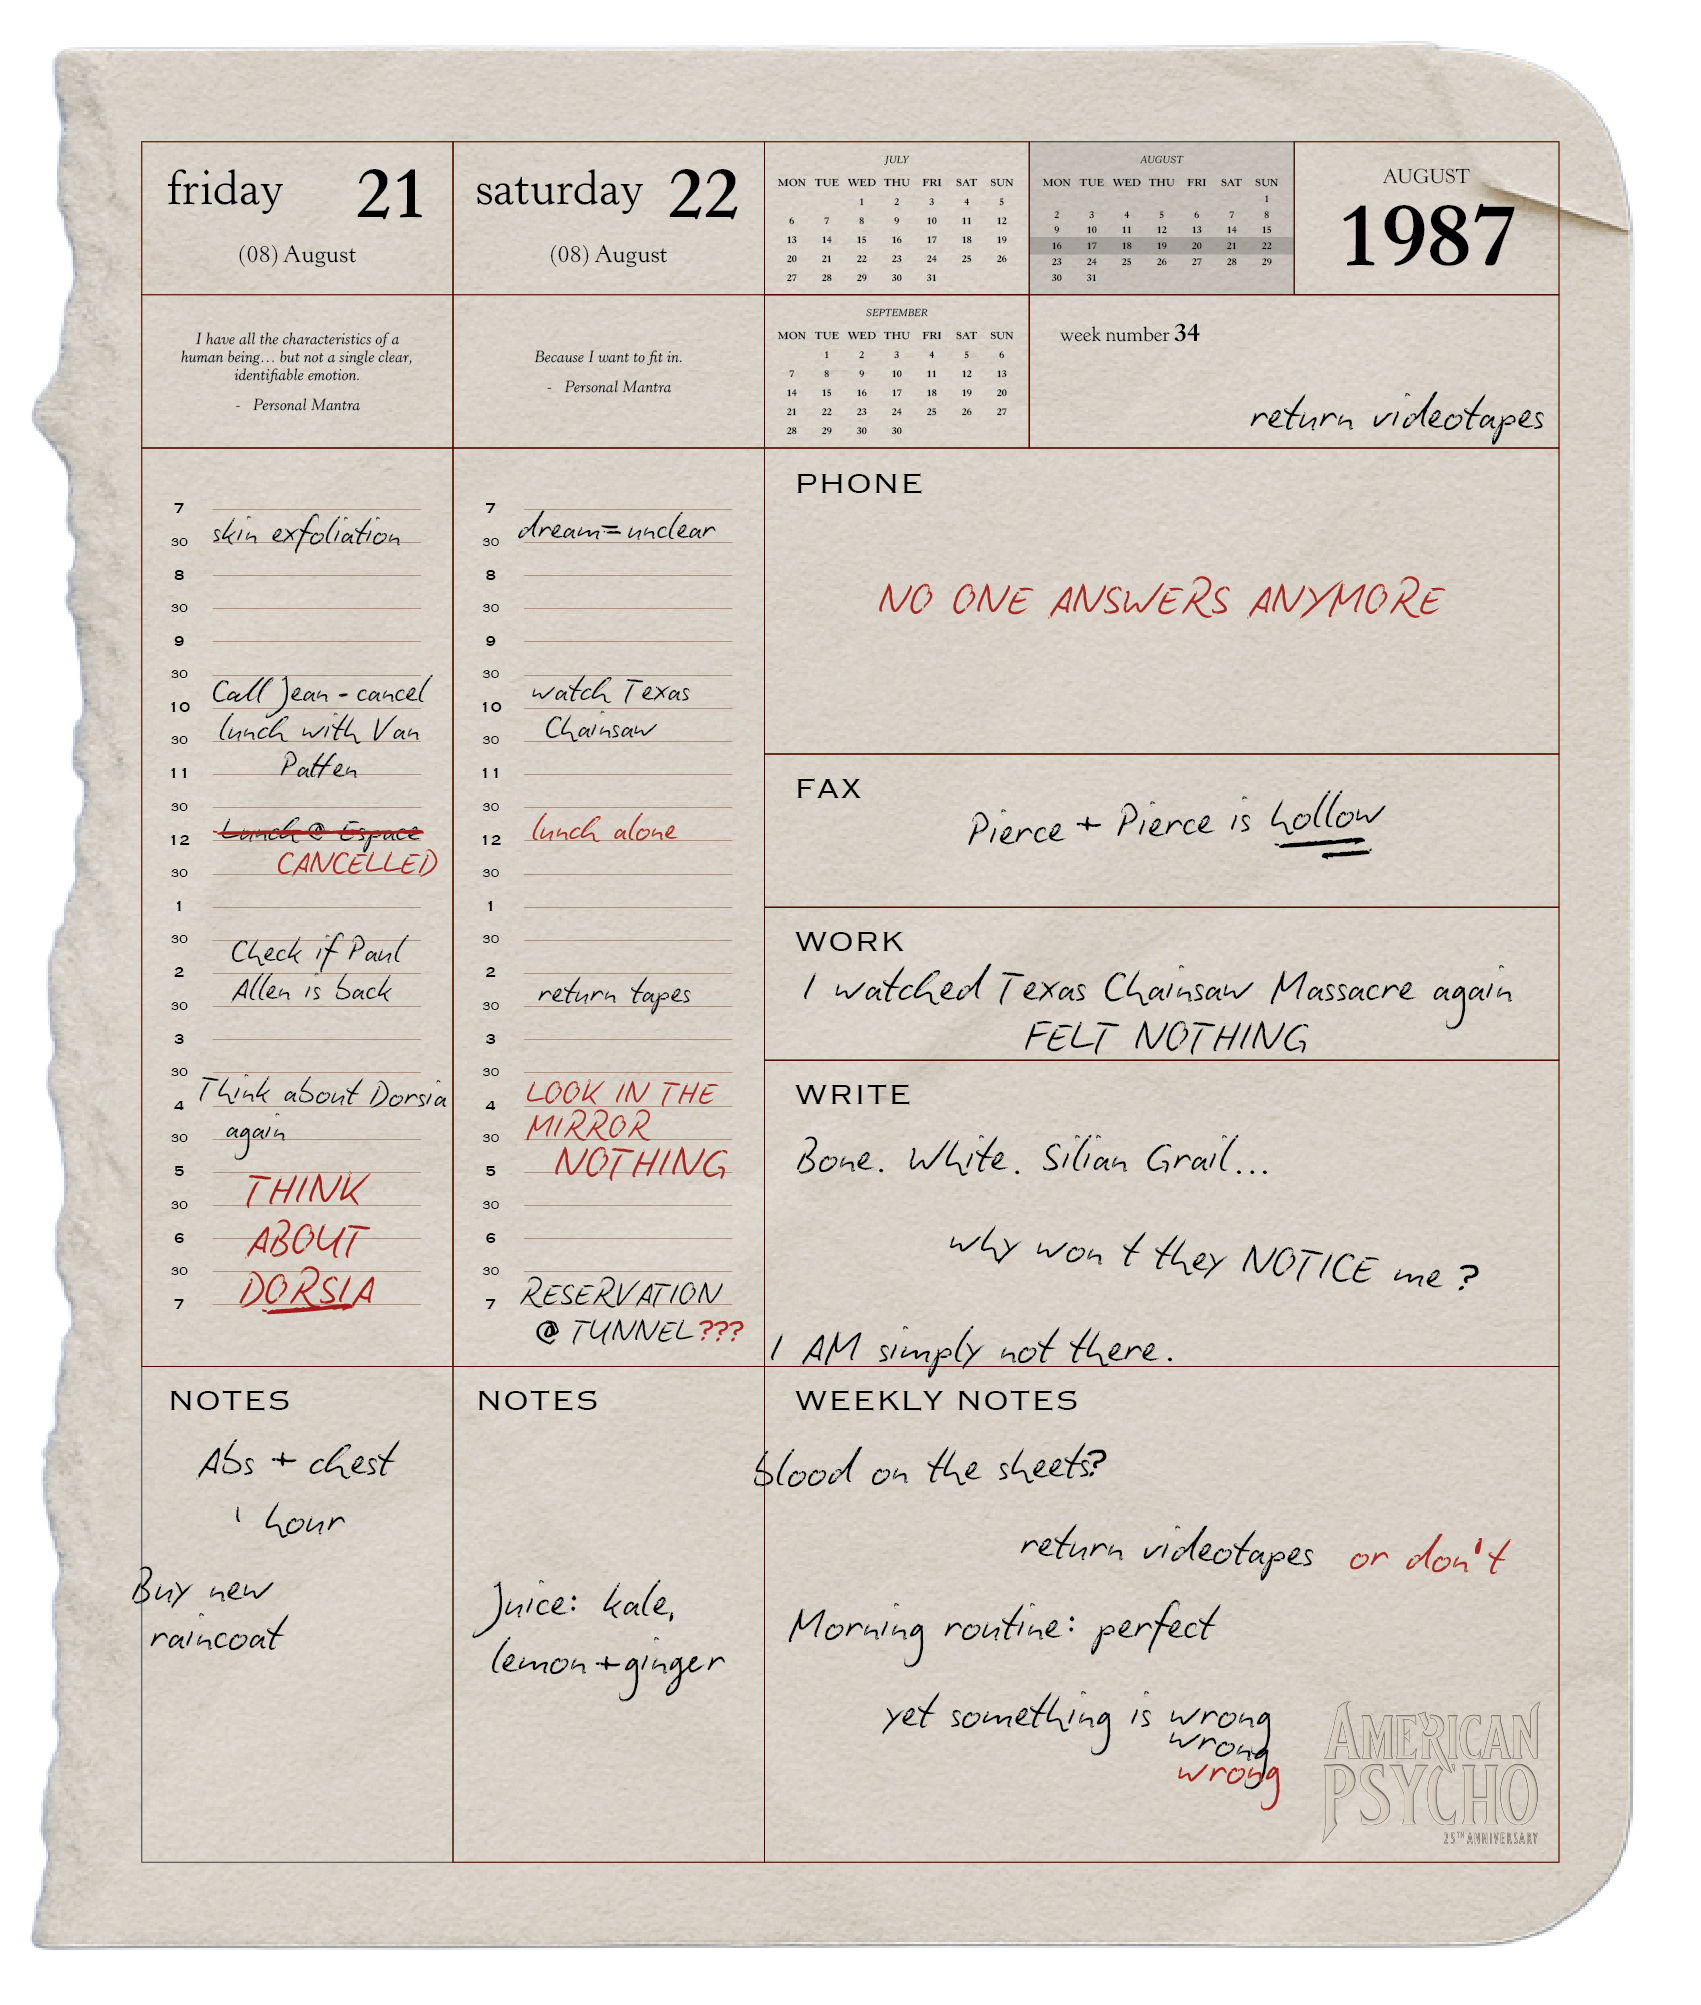 friday 21
(08) August
saturday 22
(08) August
JULY
MON TUE WED THU FRI SAT SUN
1 2 3 4 5
6 7 8 9 10 11 12
13 14 15 16 17 18 19
20 21 22 23 24 25 26
27 28 29 30 31
AUGUST
MON TUE WED THU FRI SAT SUN
1
2 3 4 5 6 7 8
9 10 11 12 13 14 15
16 17 18 19 20 21 22
23 24 25 26 27 28 29
30 31
AUGUST
1987
I have all the characteristics of a
human being... but not a single clear,
identifiable emotion.
- Personal Mantra
Because I want to fit in.
- Personal Mantra
SEPTEMBER
MON TUE WED THU FRI SAT SUN
1 2 3 4 5 6
7 8 9 10 11 12 13
14 15 16 17 18 19 20
21 22 23 24 25 26 27
28 29 30 30
week number 34
return videotapes
7
skin exfoliation
30
8
30
9
30
Call Jean - cancel
10
lunch with Van
30
Patten
11
30
Lunch @ Espace
12
CANCELLED
30
1
30
Check if Paul
2
Allen is back
30
3
30
Think about Dorsia
4
again
30
5
THINK
30
6
ABOUT
30
DORSIA
7
7
dream=unclear
30
8
30
9
30
watch Texas
10
Chainsaw
30
11
30
lunch alone
12
30
1
30
2
return tapes
30
3
30
LOOK IN THE
4
MIRROR
30
NOTHING
5
30
6
30
RESERVATION
7
@ TUNNEL???
PHONE
NO ONE ANSWERS ANYMORE
FAX
Pierce + Pierce is hollow
WORK
I watched Texas Chainsaw Massacre again
FELT NOTHING
WRITE
Bone. White. Silian Grail...
why won t they NOTICE me ?
I AM simply not there.
NOTES
Abs + chest
1 hour
Buy new
raincoat
NOTES
Juice: kale,
lemon + ginger
WEEKLY NOTES
blood on the sheets?
return videotapes or don't
Morning routine: perfect
yet something is wrong
wrong
wrong
AMERICAN
PSYCHO
25TH ANNIVERSARY